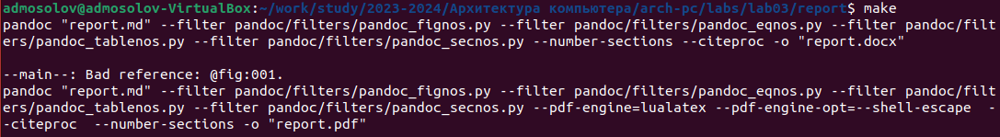 admosolov@admosolov-VirtualBox:~/work/study/2023-2024/Архитектура компьютера/arch-pc/labs/lab03/report$ make
pandoc "report.md" --filter pandoc/filters/pandoc_fignos.py --filter pandoc/filters/pandoc_eqnos.py --filter pandoc/filt
ers/pandoc_tablenos.py --filter pandoc/filters/pandoc_secnos.py --number-sections --citeproc -o "report.docx"
--main--: Bad reference: @fig:001.
pandoc "report.md" --filter pandoc/filters/pandoc_fignos.py --filter pandoc/filters/pandoc_eqnos.py --filter pandoc/filt
ers/pandoc_tablenos.py --filter pandoc/filters/pandoc_secnos.py --pdf-engine=lualatex --pdf-engine-opt=--shell-escape  -
-citeproc  --number-sections -o "report.pdf"